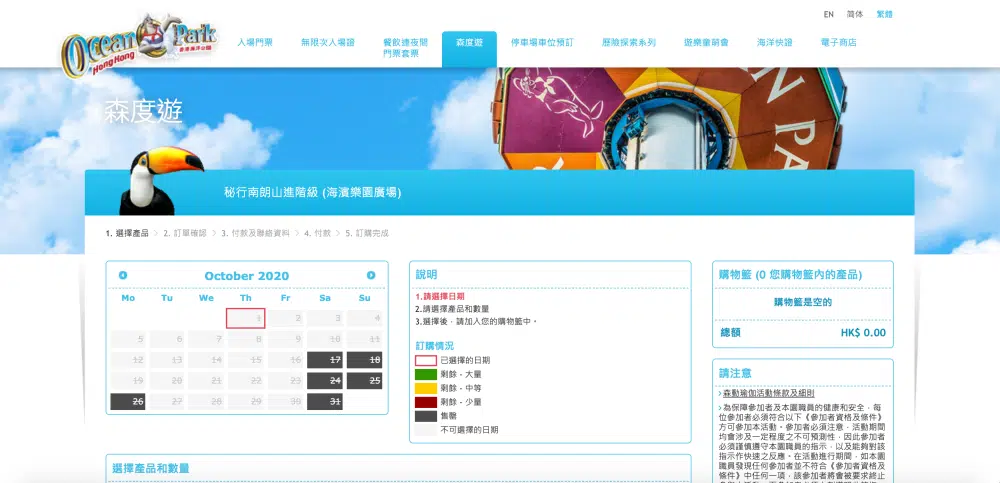 EN 简体 繁體
Ocean Park
Hong Kong
香港海洋公園
入場門票 無限次入場證 餐飲連夜間門票套票 森度遊 停車場車位預訂 歷險探索系列 遊樂童萌會 海洋快證 電子商店
森度遊
秘行南朗山進階級 (海濱樂園廣場)
1. 選擇產品 > 2. 訂單確認 > 3. 付款及聯絡資料 > 4. 付款 > 5. 訂購完成
October 2020
Mo Tu We Th Fr Sa Su
1 2 3 4
5 6 7 8 9 10 11
12 13 14 15 16 17 18
19 20 21 22 23 24 25
26 27 28 29 30 31
說明
1.請選擇日期
2.請選擇產品和數量
3.選擇後，請加人您的購物籃中。
訂購情況
已選擇的日期
剩餘 - 大量
剩餘 - 中等
剩餘 - 少量
售罄
不可選擇的日期
選擇產品和數量
購物籃 (0 您購物籃內的產品)
購物籃是空的
總額 HK$ 0.00
請注意
森動瑜伽活動條款及細則
為保障參加者及本園職員的健康和安全，每
位參加者必須符合以下《參加者資格及條件》
方可參加本活動。參加者必須注意，活動期間
均會涉及一定程度之不可預測性，因此參加者
必須謹慎遵守本園職員的指示，以及能夠對該
指示作快速之反應。在活動進行期間，如本園
職員發現任何參加者並不符合《參加者資格及
條件》中任何一項，該參加者將會被要求終止